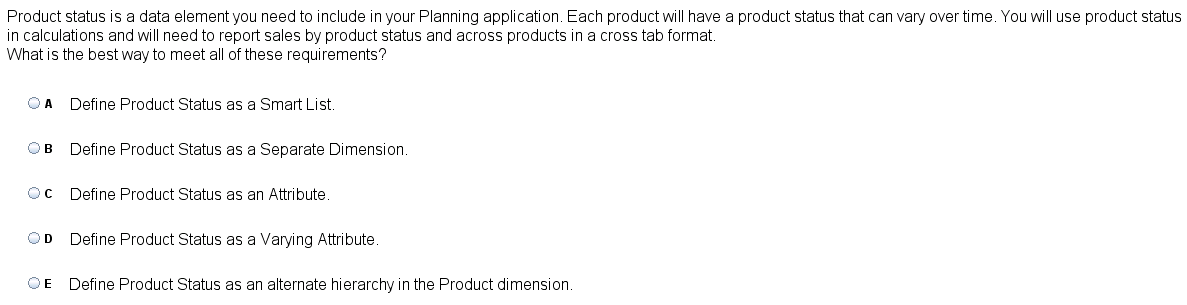 Product status is a data element you need to include in your Planning application. Each product will have a product status that can vary over time. You will use product status
in calculations and will need to report sales by product status and across products in a cross tab format.
What is the best way to meet all of these requirements?
A Define Product Status as a Smart List.
B Define Product Status as a Separate Dimension.
C Define Product Status as an Attribute.
D Define Product Status as a Varying Attribute.
E Define Product Status as an alternate hierarchy in the Product dimension.